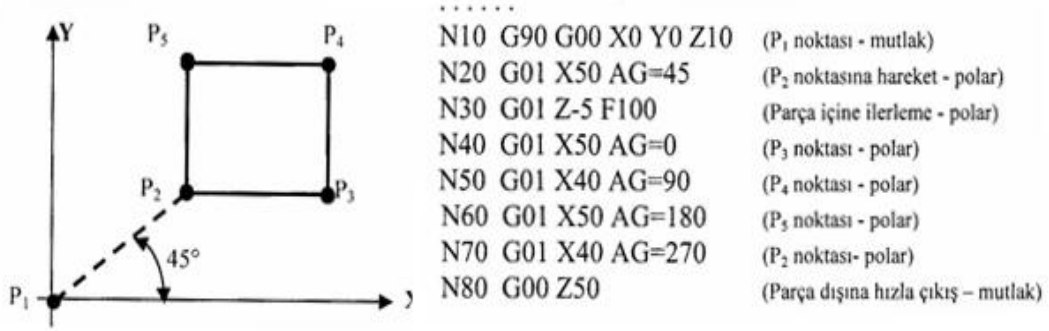 Y
P5
P4
P2
P3
45°
P1
X
......
N10 G90 G00 X0 Y0 Z10 (P1 noktası - mutlak)
N20 G01 X50 AG=45 (P2 noktasına hareket - polar)
N30 G01 Z-5 F100 (Parça içine ilerleme - polar)
N40 G01 X50 AG=0 (P3 noktası - polar)
N50 G01 X40 AG=90 (P4 noktası - polar)
N60 G01 X50 AG=180 (P5 noktası - polar)
N70 G01 X40 AG=270 (P2 noktası- polar)
N80 G00 Z50 (Parça dışına hızla çıkış – mutlak)